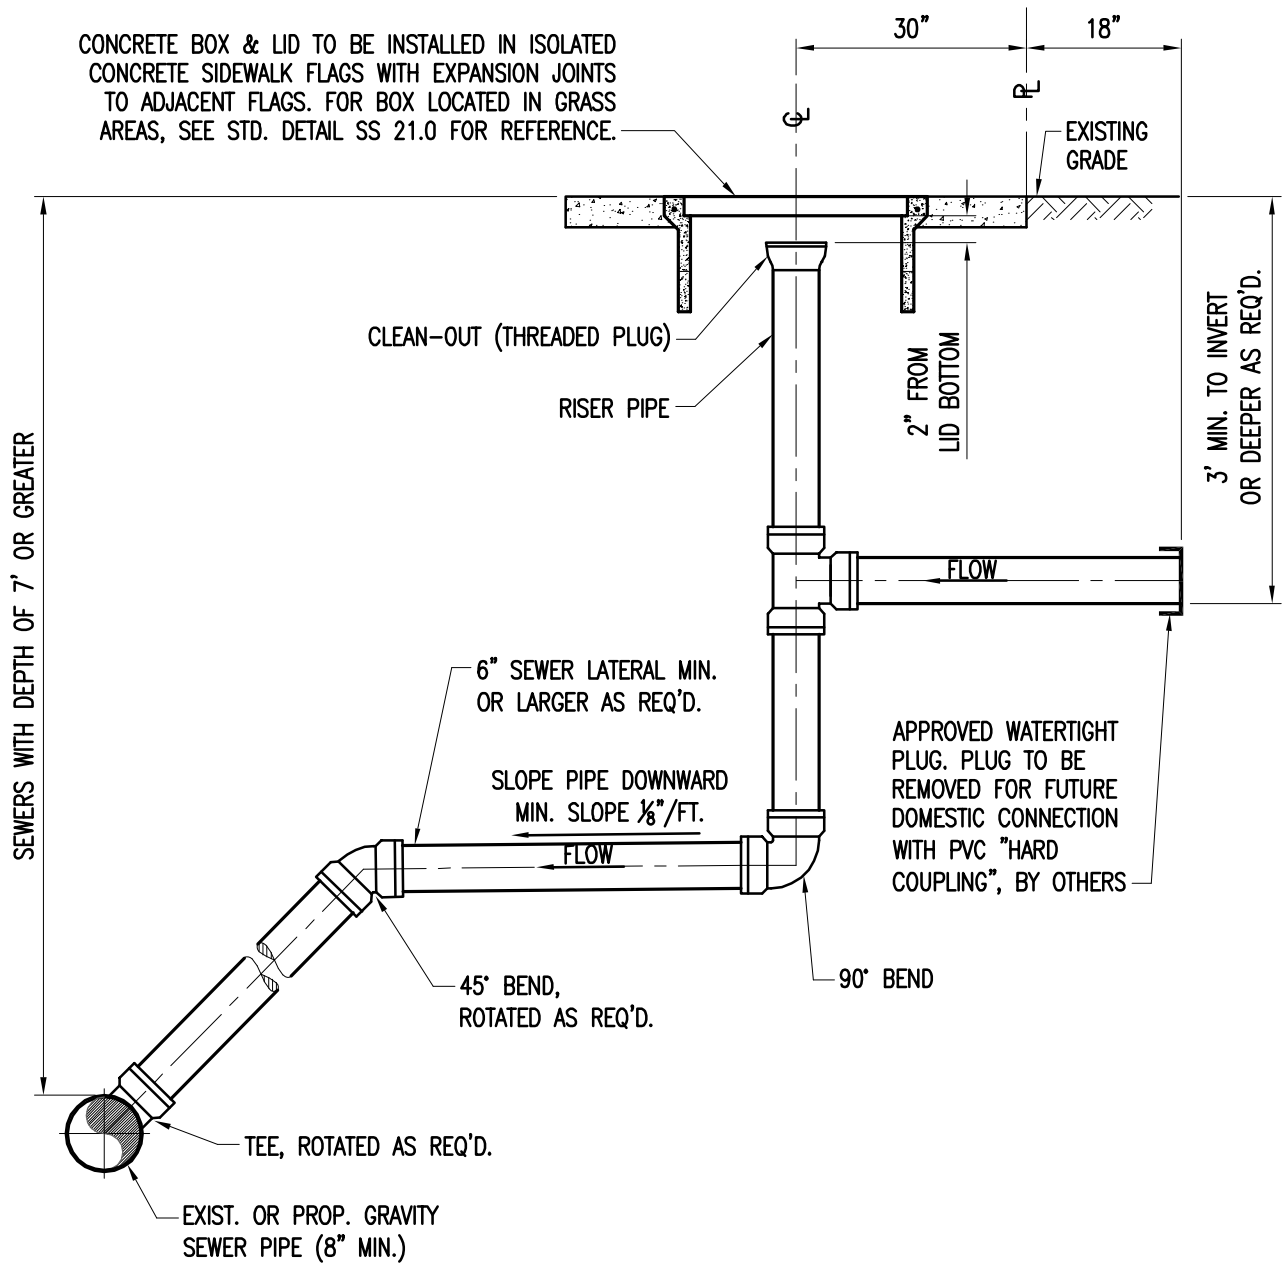 30"
18"
CONCRETE BOX & LID TO BE INSTALLED IN ISOLATED
CONCRETE SIDEWALK FLAGS WITH EXPANSION JOINTS
TO ADJACENT FLAGS. FOR BOX LOCATED IN GRASS
AREAS, SEE STD. DETAIL SS 21.0 FOR REFERENCE.
℄
PL
EXISTING
GRADE
CLEAN-OUT (THREADED PLUG)
RISER PIPE
2" FROM
LID BOTTOM
3' MIN. TO INVERT
OR DEEPER AS REQ'D.
SEWERS WITH DEPTH OF 7' OR GREATER
FLOW
6" SEWER LATERAL MIN.
OR LARGER AS REQ'D.
SLOPE PIPE DOWNWARD
MIN. SLOPE ⅛"/FT.
FLOW
APPROVED WATERTIGHT
PLUG. PLUG TO BE
REMOVED FOR FUTURE
DOMESTIC CONNECTION
WITH PVC "HARD
COUPLING", BY OTHERS
45° BEND,
ROTATED AS REQ'D.
90° BEND
TEE, ROTATED AS REQ'D.
EXIST. OR PROP. GRAVITY
SEWER PIPE (8" MIN.)